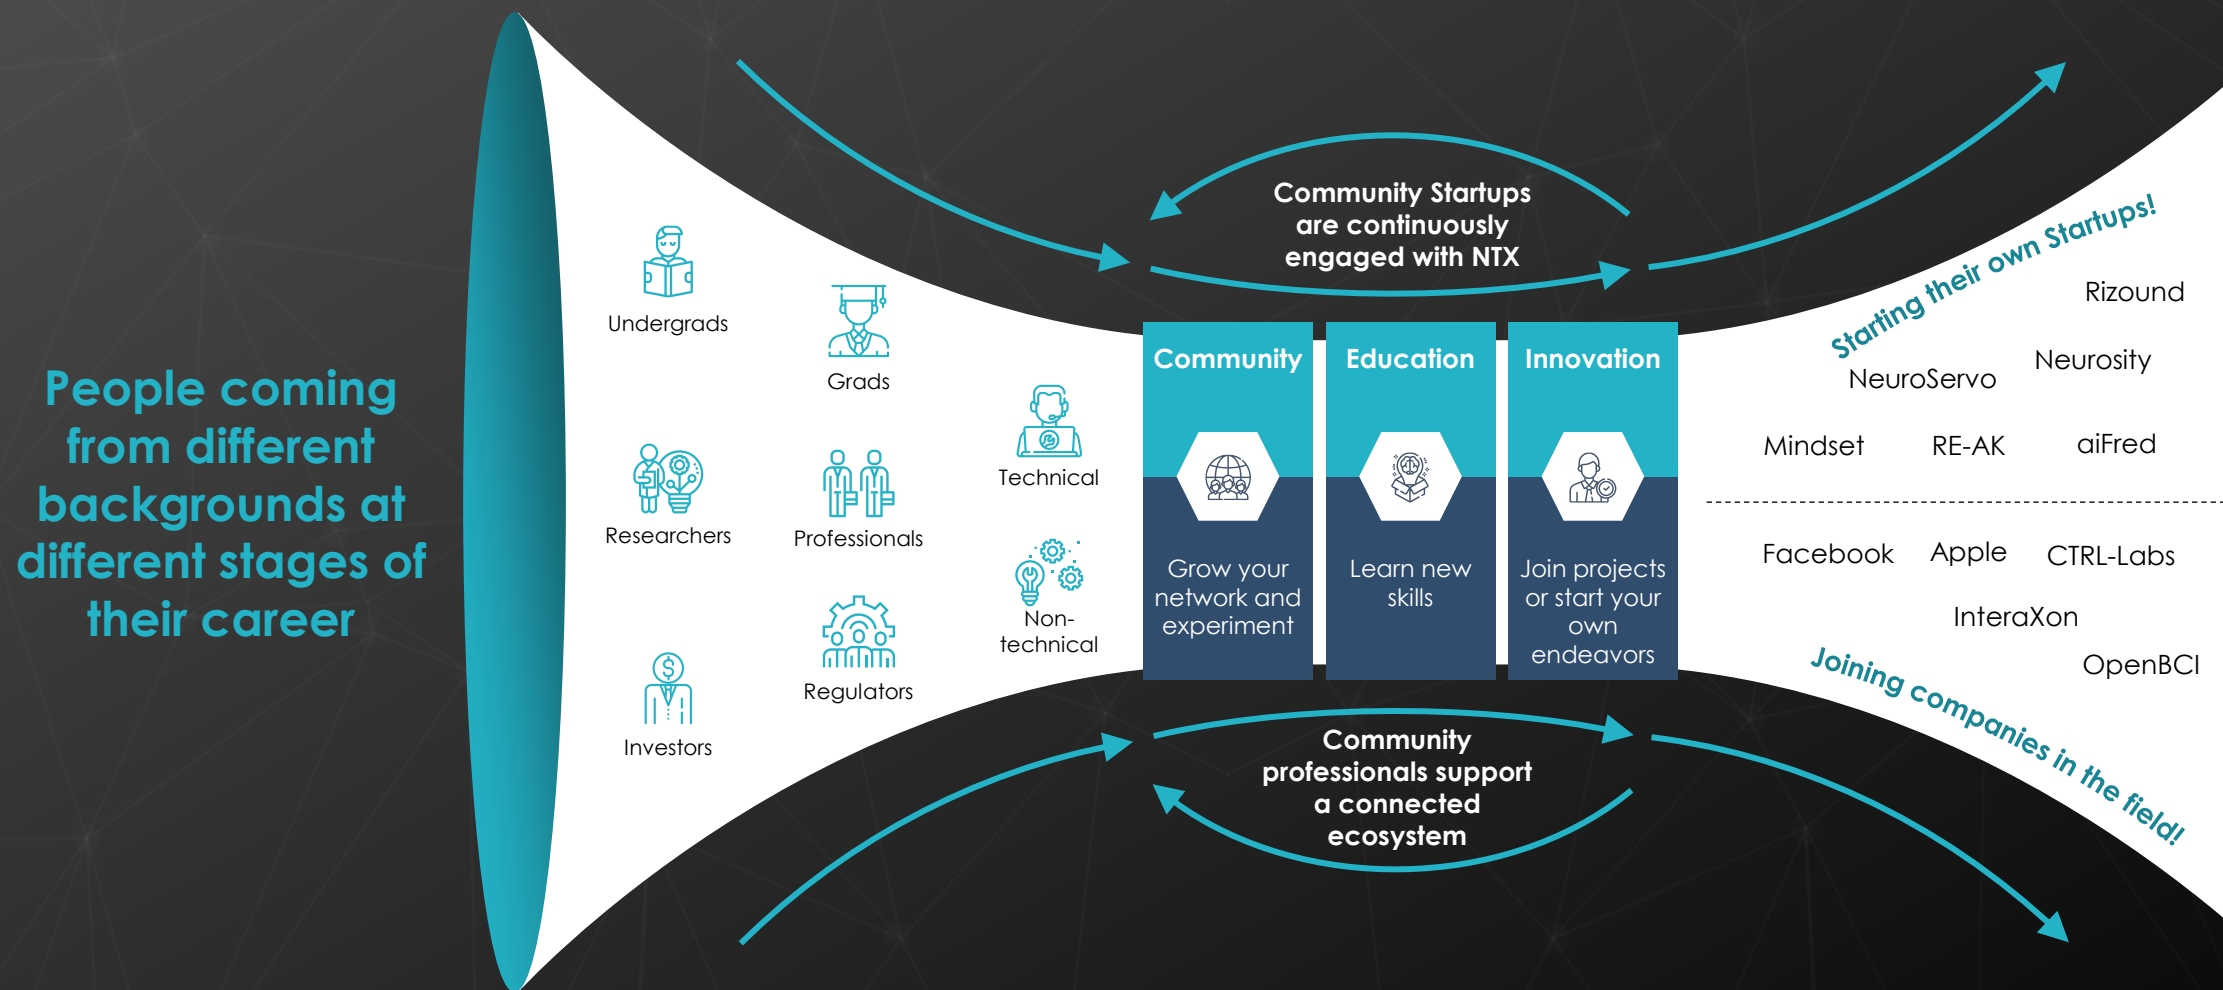 People coming
from different
backgrounds at
different stages of
their career
Undergrads
Grads
Technical
Researchers
Professionals
Non-
technical
Regulators
Investors
Community Startups
are continuously
engaged with NTX
Community
Grow your
network and
experiment
Education
Learn new
skills
Innovation
Join projects
or start your
own
endeavors
Community
professionals support
a connected
ecosystem
Starting their own Startups!
Rizound
Neurosity
NeuroServo
Mindset
RE-AK
aiFred
Facebook
Apple
CTRL-Labs
InteraXon
OpenBCI
Joining companies in the field!